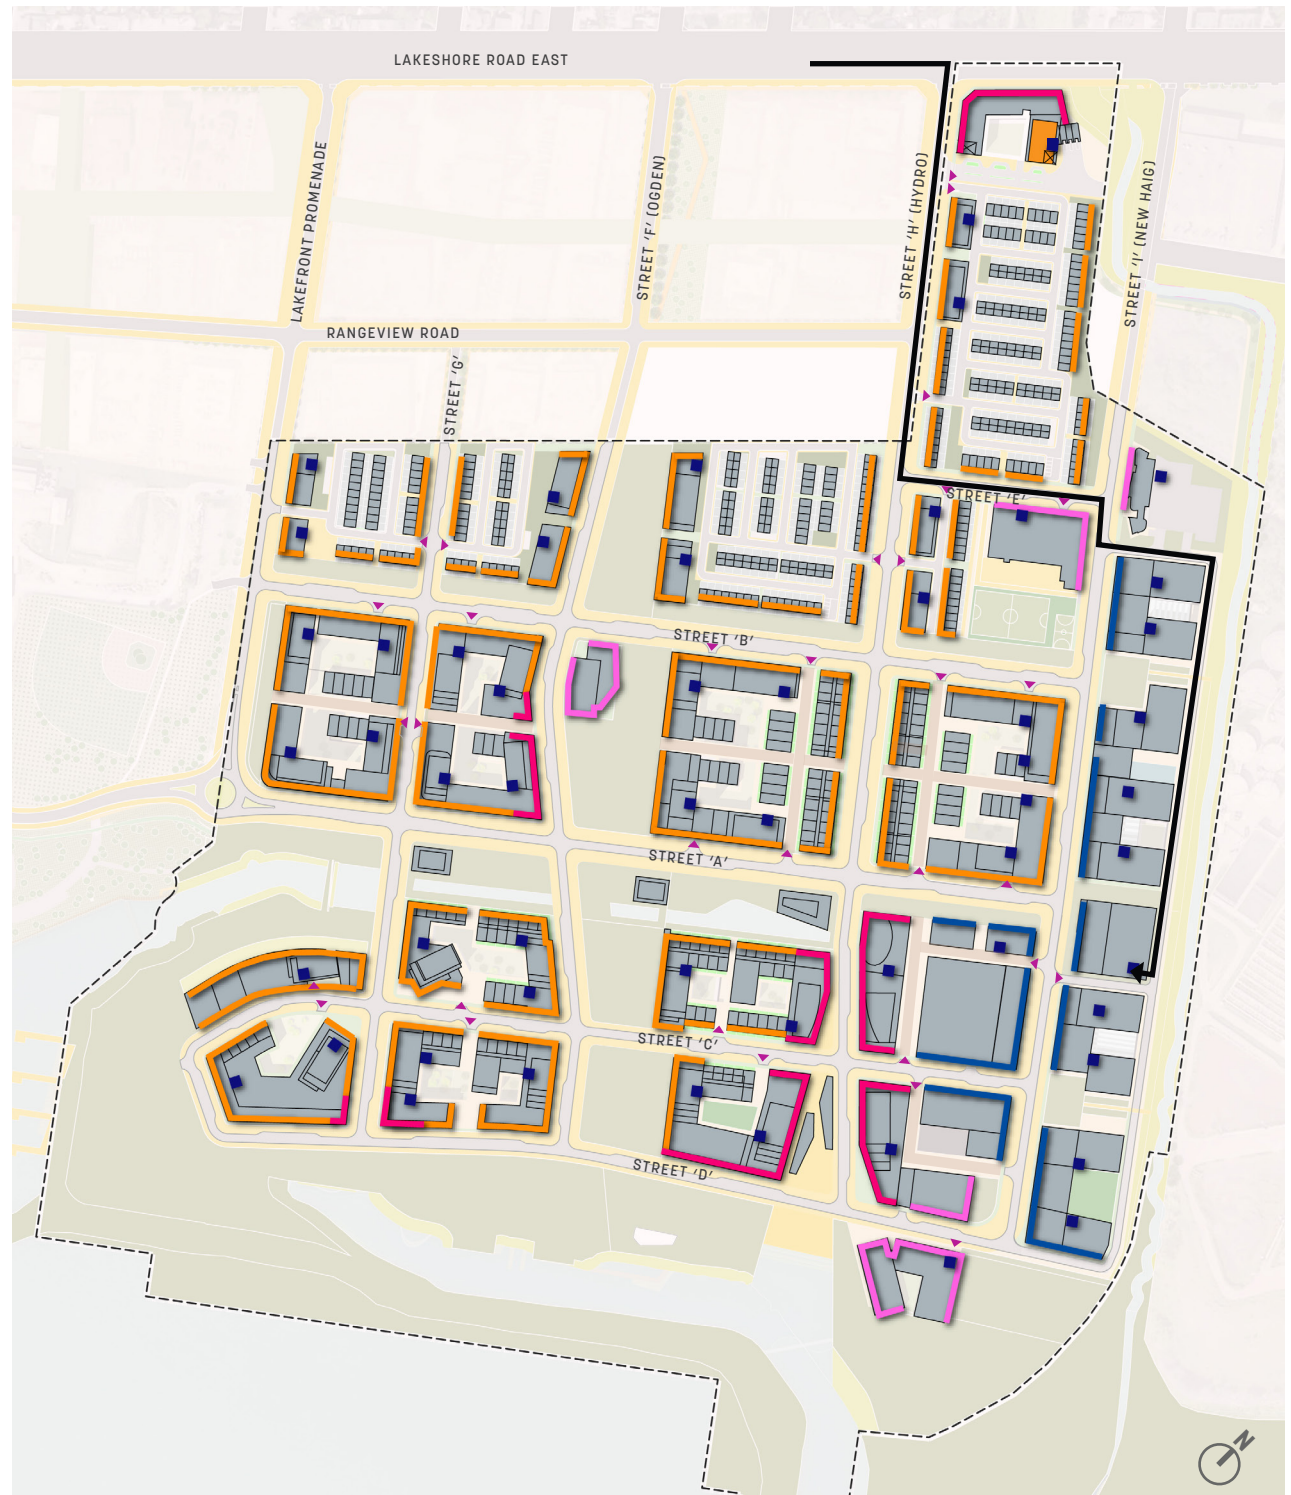 LAKESHORE ROAD EAST
LAKEFRONT PROMENADE
STREET 'F' (OGDEN)
STREET 'H' (HYDRO)
STREET 'I' (NEW HAIG)
RANGEVIEW ROAD
STREET 'G'
STREET 'E'
STREET 'B'
STREET 'A'
STREET 'C'
STREET 'D'
N